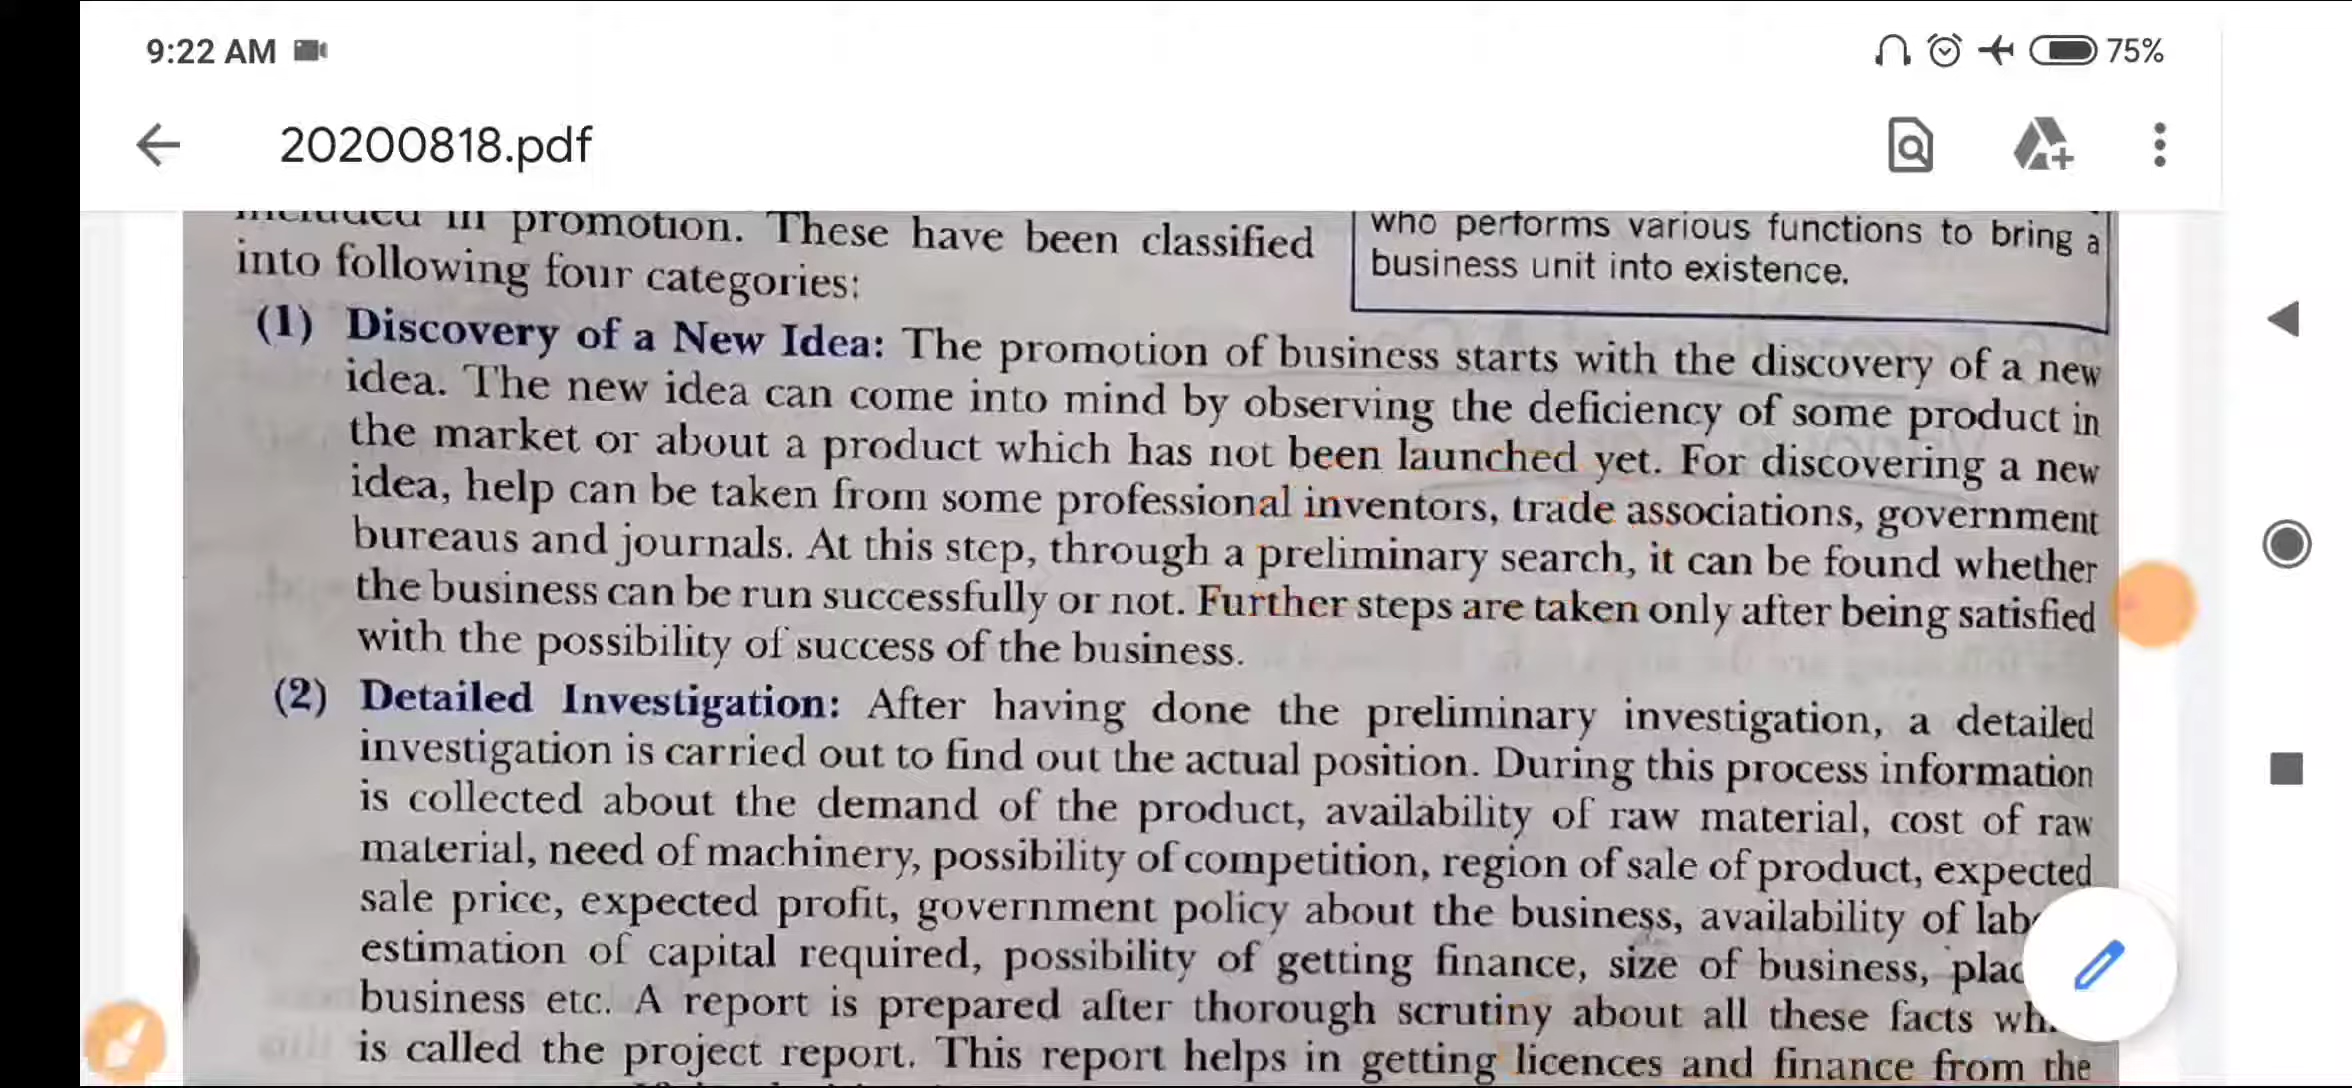 9:22 AM
75%
20200818.pdf
in promotion. These have been classified
into following four categories:
who performs various functions to bring a
business unit into existence.
(1) Discovery of a New Idea: The promotion of business starts with the discovery of a new
idea. The new idea can come into mind by observing the deficiency of some product in
the market or about a product which has not been launched yet. For discovering a new
idea, help can be taken from some professional inventors, trade associations, government
bureaus and journals. At this step, through a preliminary search, it can be found whether
the business can be run successfully or not. Further steps are taken only after being satisfied
with the possibility of success of the business.
(2) Detailed Investigation: After having done the preliminary investigation, a detailed
investigation is carried out to find out the actual position. During this process information
is collected about the demand of the product, availability of raw material, cost of raw
material, need of machinery, possibility of competition, region of sale of product, expected
sale price, expected profit, government policy about the business, availability of
estimation of capital required, possibility of getting finance, size of business,
business etc. A report is prepared after thorough scrutiny about all these facts
is called the project report. This report helps in getting licences and finance from the